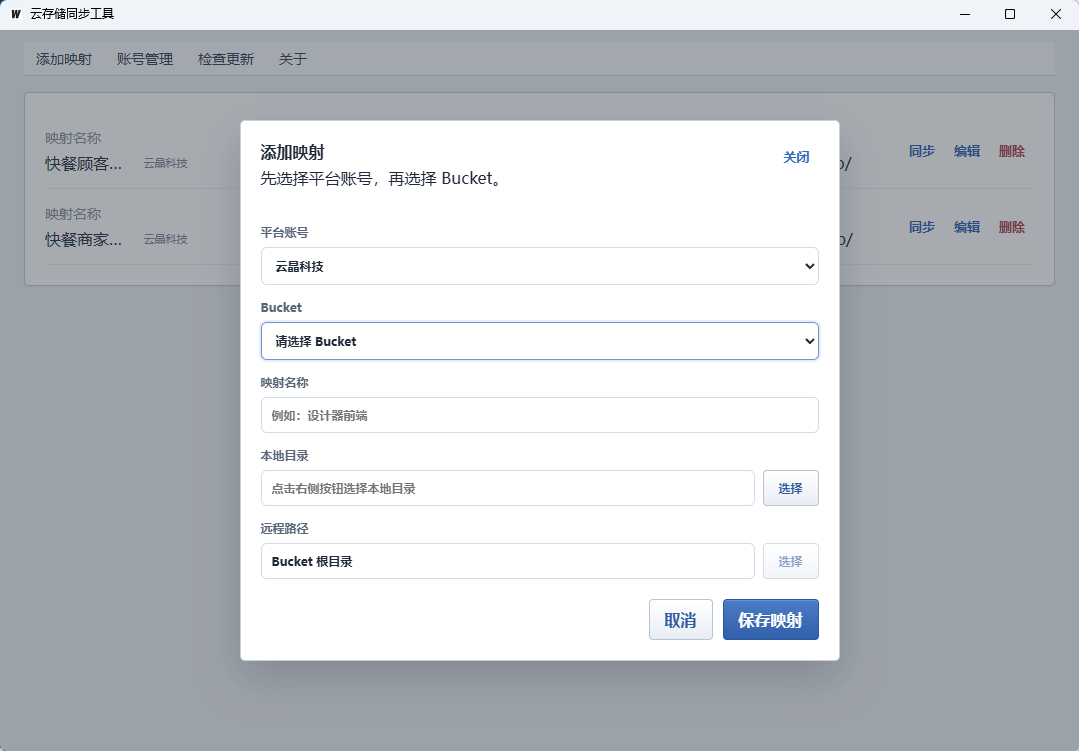 W 云存储同步工具
添加映射 账号管理 检查更新 关于
映射名称
快餐顾客... 云晶科技
o/ 同步 编辑 删除
映射名称
快餐商家... 云晶科技
o/ 同步 编辑 删除
添加映射 关闭
先选择平台账号，再选择 Bucket。
平台账号
云晶科技
Bucket
请选择 Bucket
映射名称
例如：设计器前端
本地目录
点击右侧按钮选择本地目录 选择
远程路径
Bucket 根目录 选择
取消 保存映射